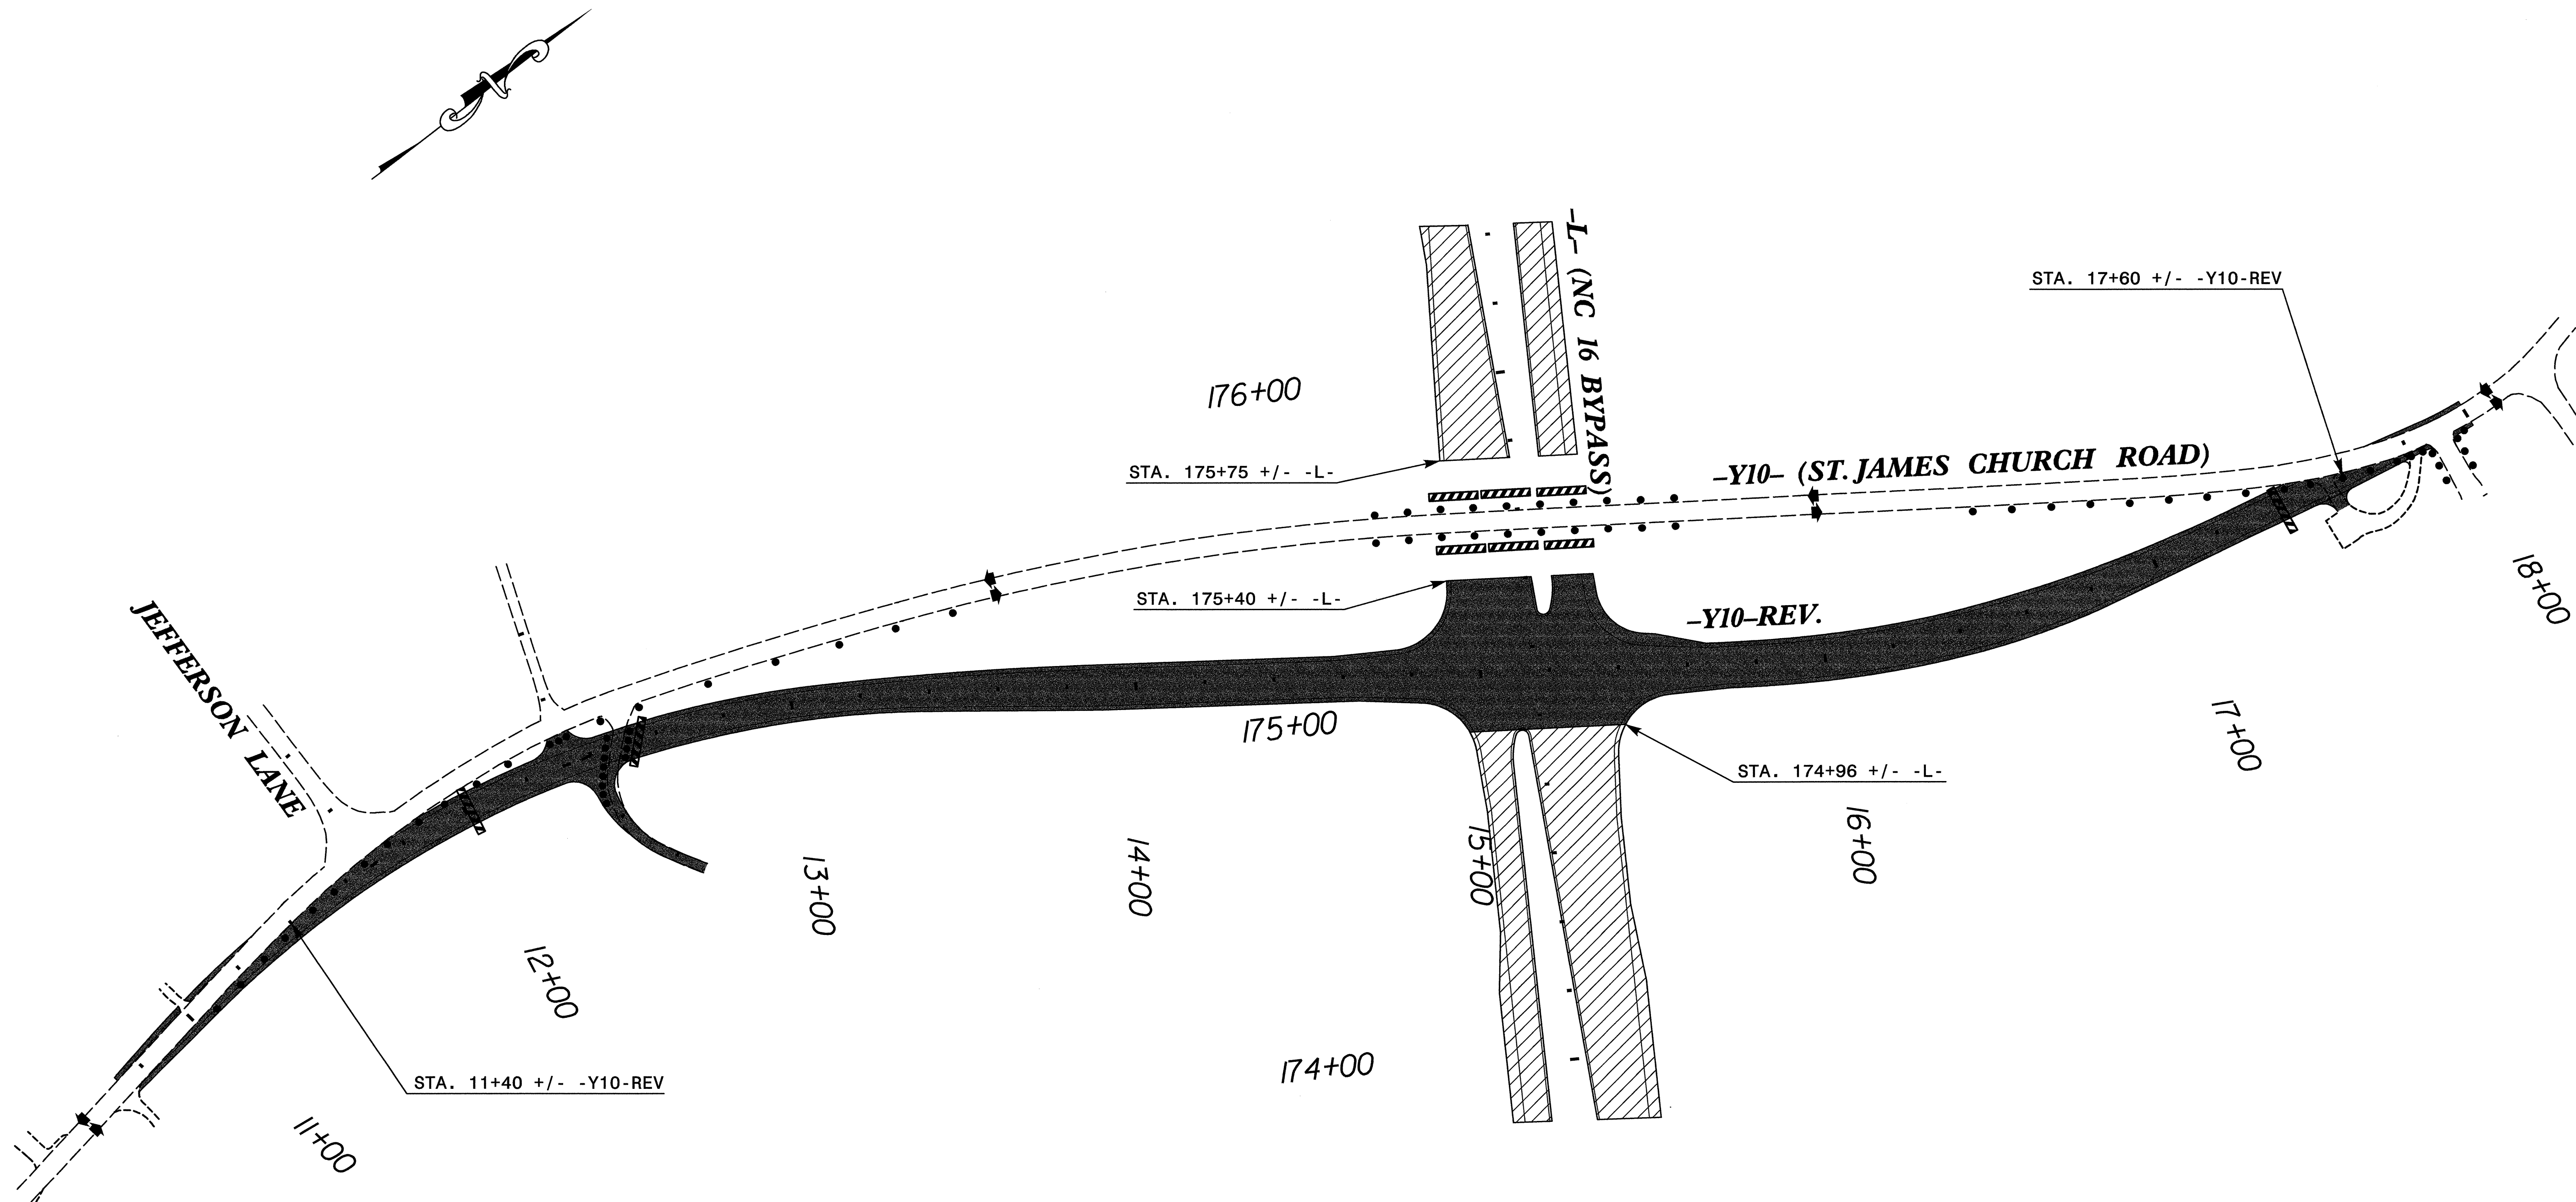 -L- (NC 16 BYPASS)
STA. 17+60 +/- -Y10-REV
176+00
STA. 175+75 +/- -L-
-Y10- (ST. JAMES CHURCH ROAD)
STA. 175+40 +/- -L-
-Y10-REV.
JEFFERSON LANE
18+00
175+00
17+00
STA. 174+96 +/- -L-
16+00
15+00
14+00
13+00
12+00
174+00
STA. 11+40 +/- -Y10-REV
11+00